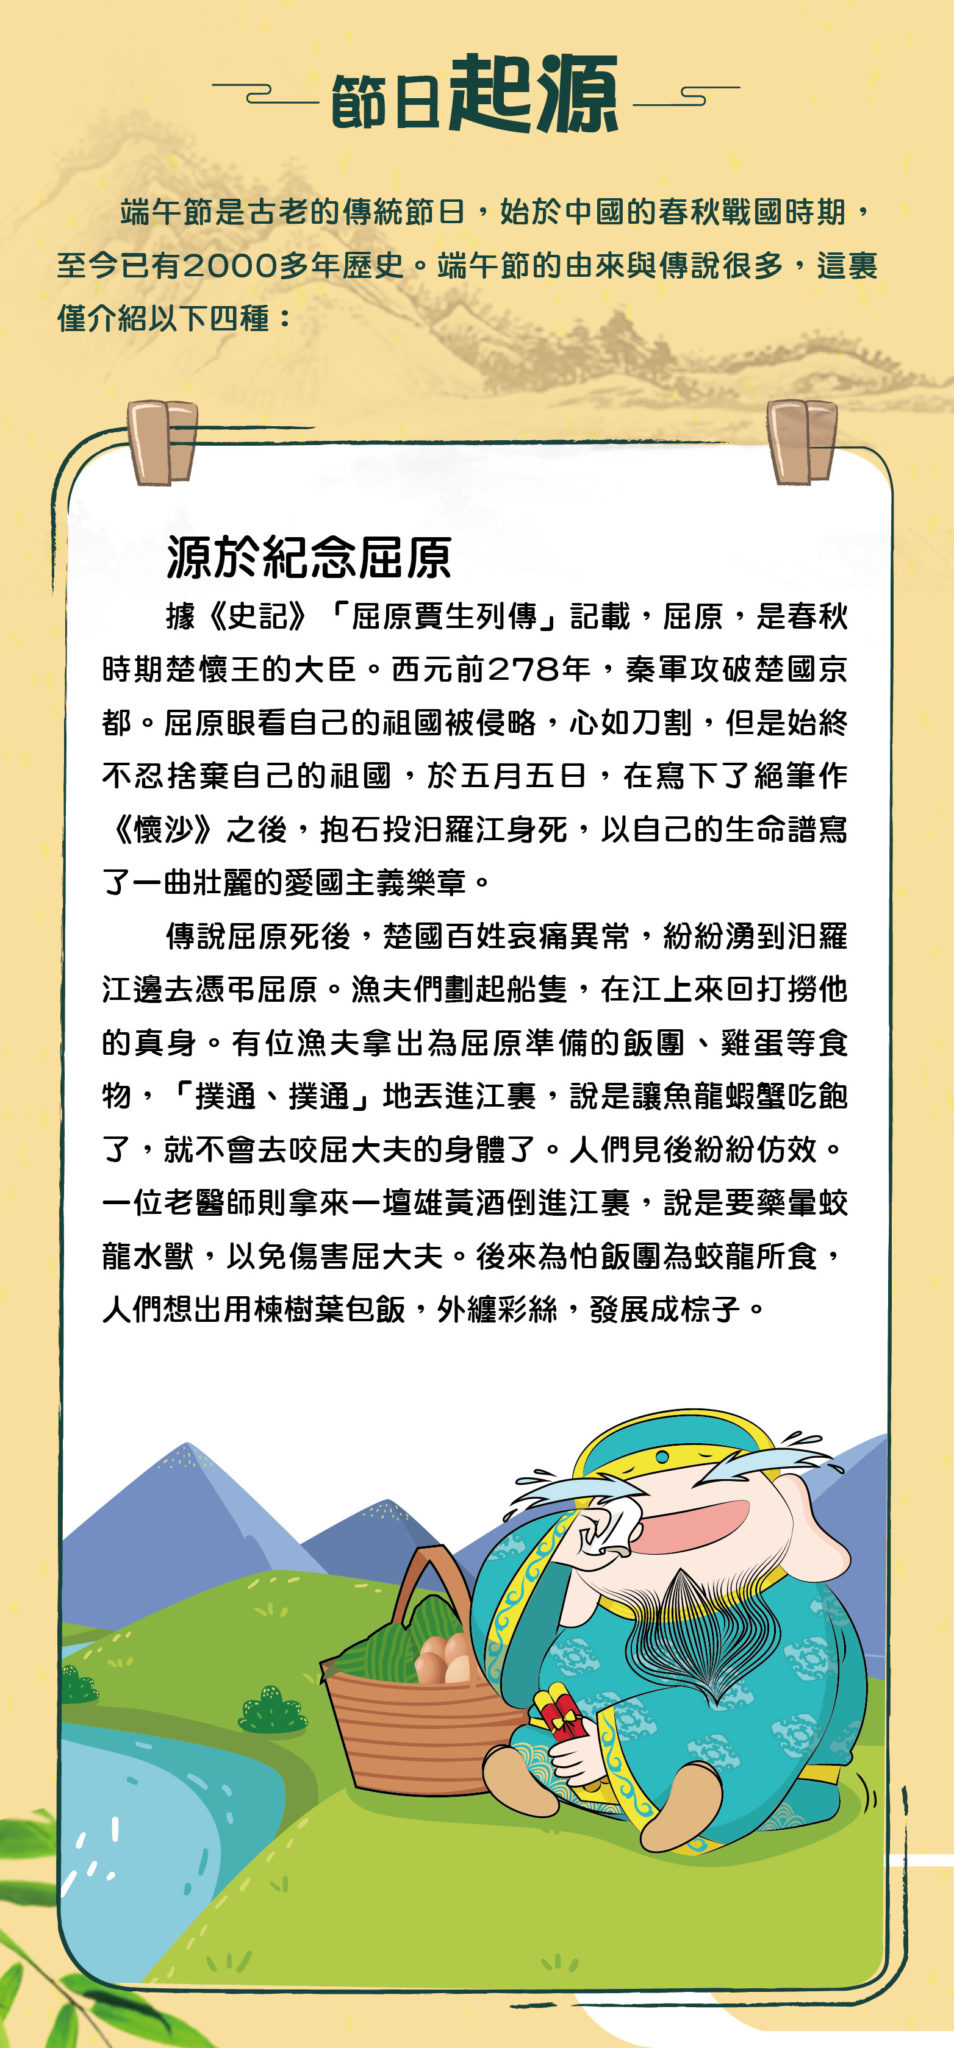 節日起源
端午節是古老的傳統節日，始於中國的春秋戰國時期，
至今已有2000多年歷史。端午節的由來與傳說很多，這裏
僅介紹以下四種：
源於紀念屈原
據《史記》「屈原賈生列傳」記載，屈原，是春秋
時期楚懷王的大臣。西元前278年，秦軍攻破楚國京
都。屈原眼看自己的祖國被侵略，心如刀割，但是始終
不忍捨棄自己的祖國，於五月五日，在寫下了絕筆作
《懷沙》之後，抱石投汨羅江身死，以自己的生命譜寫
了一曲壯麗的愛國主義樂章。
傳說屈原死後，楚國百姓哀痛異常，紛紛湧到汨羅
江邊去憑弔屈原。漁夫們劃起船隻，在江上來回打撈他
的真身。有位漁夫拿出為屈原準備的飯團、雞蛋等食
物，「撲通、撲通」地丟進江裏，說是讓魚龍蝦蟹吃飽
了，就不會去咬屈大夫的身體了。人們見後紛紛仿效。
一位老醫師則拿來一壇雄黃酒倒進江裏，說是要藥暈蛟
龍水獸，以免傷害屈大夫。後來為怕飯團為蛟龍所食，
人們想出用楝樹葉包飯，外纏彩絲，發展成棕子。